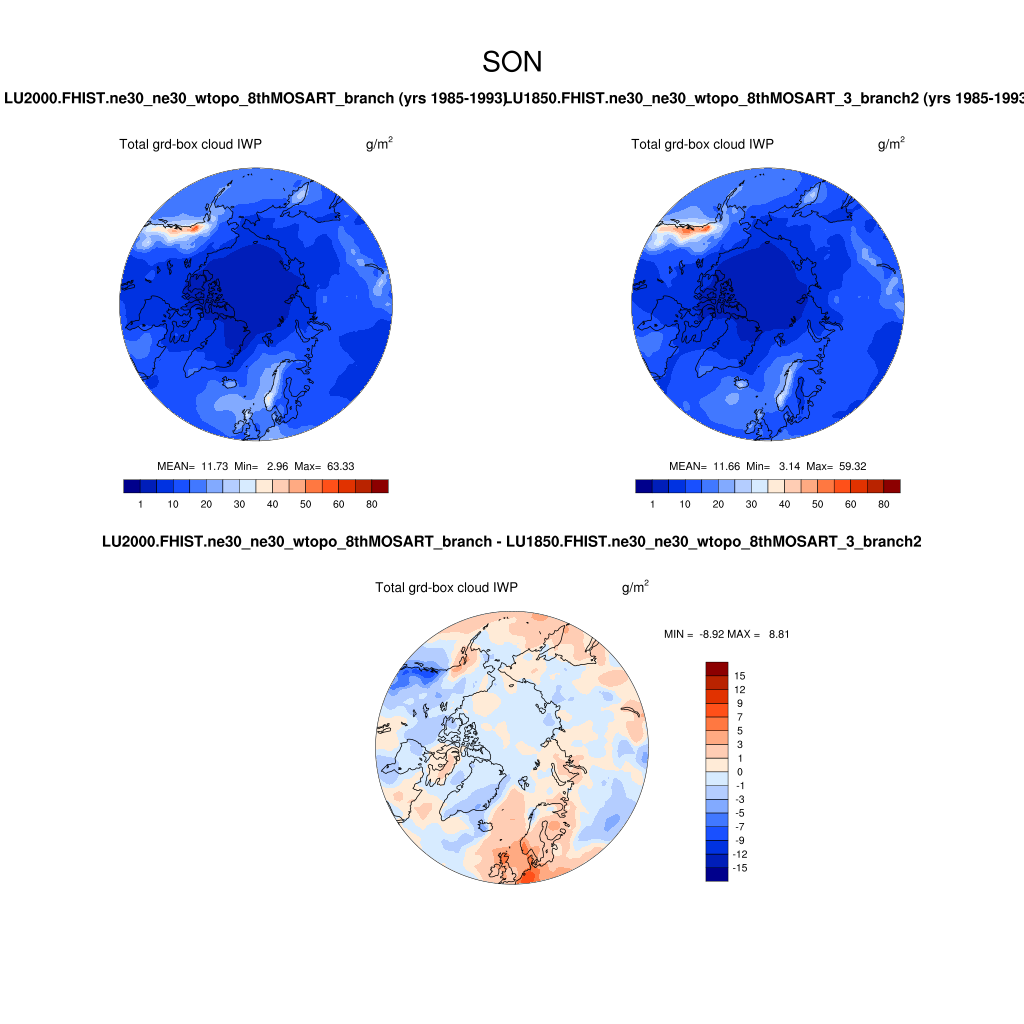 SON
LU2000.FHIST.ne30_ne30_wtopo_8thMOSART_branch (yrs 1985-1993)
LU1850.FHIST.ne30_ne30_wtopo_8thMOSART_3_branch2 (yrs 1985-1993
Total grd-box cloud IWP g/m²
Total grd-box cloud IWP g/m²
MEAN= 11.73 Min= 2.96 Max= 63.33
MEAN= 11.66 Min= 3.14 Max= 59.32
1 10 20 30 40 50 60 80
1 10 20 30 40 50 60 80
LU2000.FHIST.ne30_ne30_wtopo_8thMOSART_branch - LU1850.FHIST.ne30_ne30_wtopo_8thMOSART_3_branch2
Total grd-box cloud IWP g/m²
MIN = -8.92 MAX = 8.81
15
12
9
7
5
3
1
0
-1
-3
-5
-7
-9
-12
-15